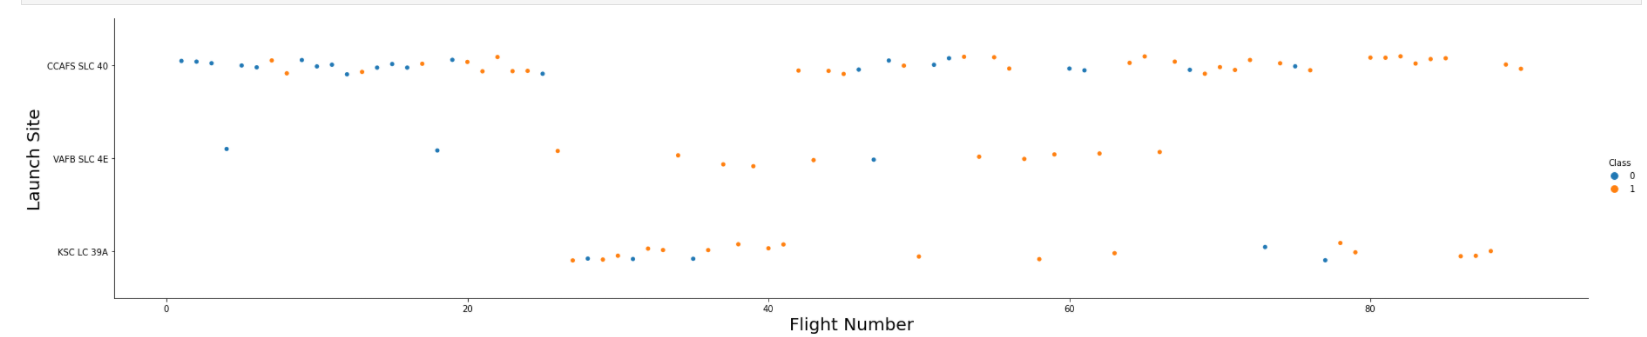 CCAFS SLC 40
VAFB SLC 4E
KSC LC 39A
Launch Site
0 20 40 60 80
Flight Number
Class
0
1